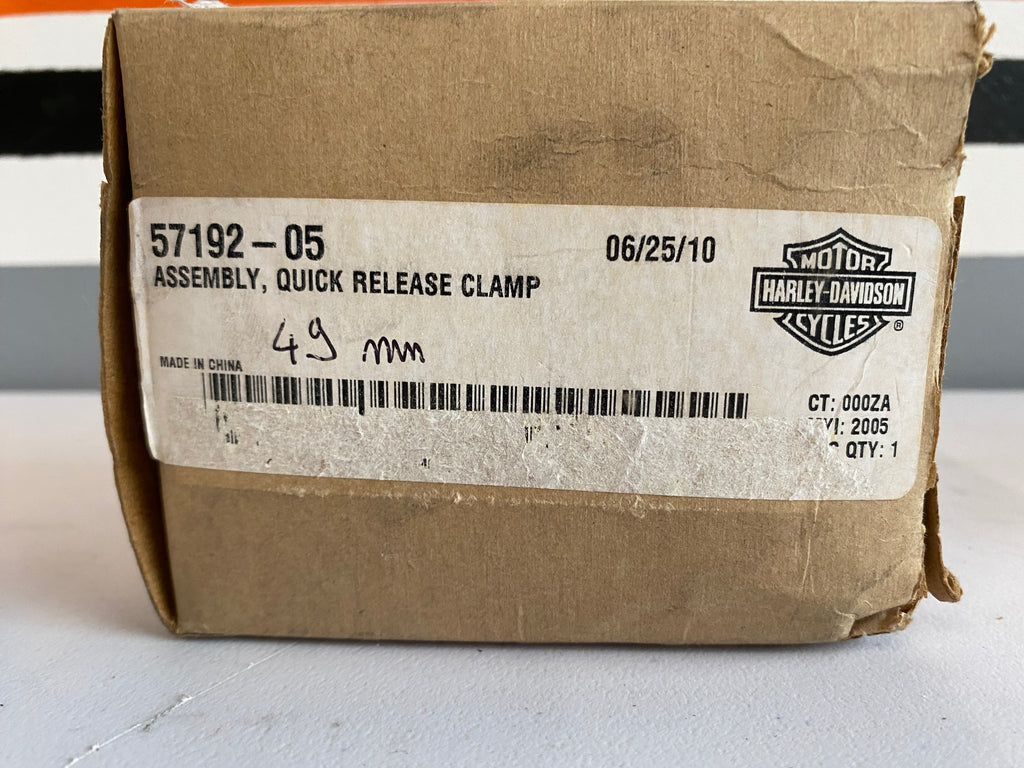 57192-05
06/25/10
ASSEMBLY, QUICK RELEASE CLAMP
MOTOR
HARLEY-DAVIDSON
CYCLES
®
49 mm
MADE IN CHINA
CT: 000ZA
2005
QTY: 1